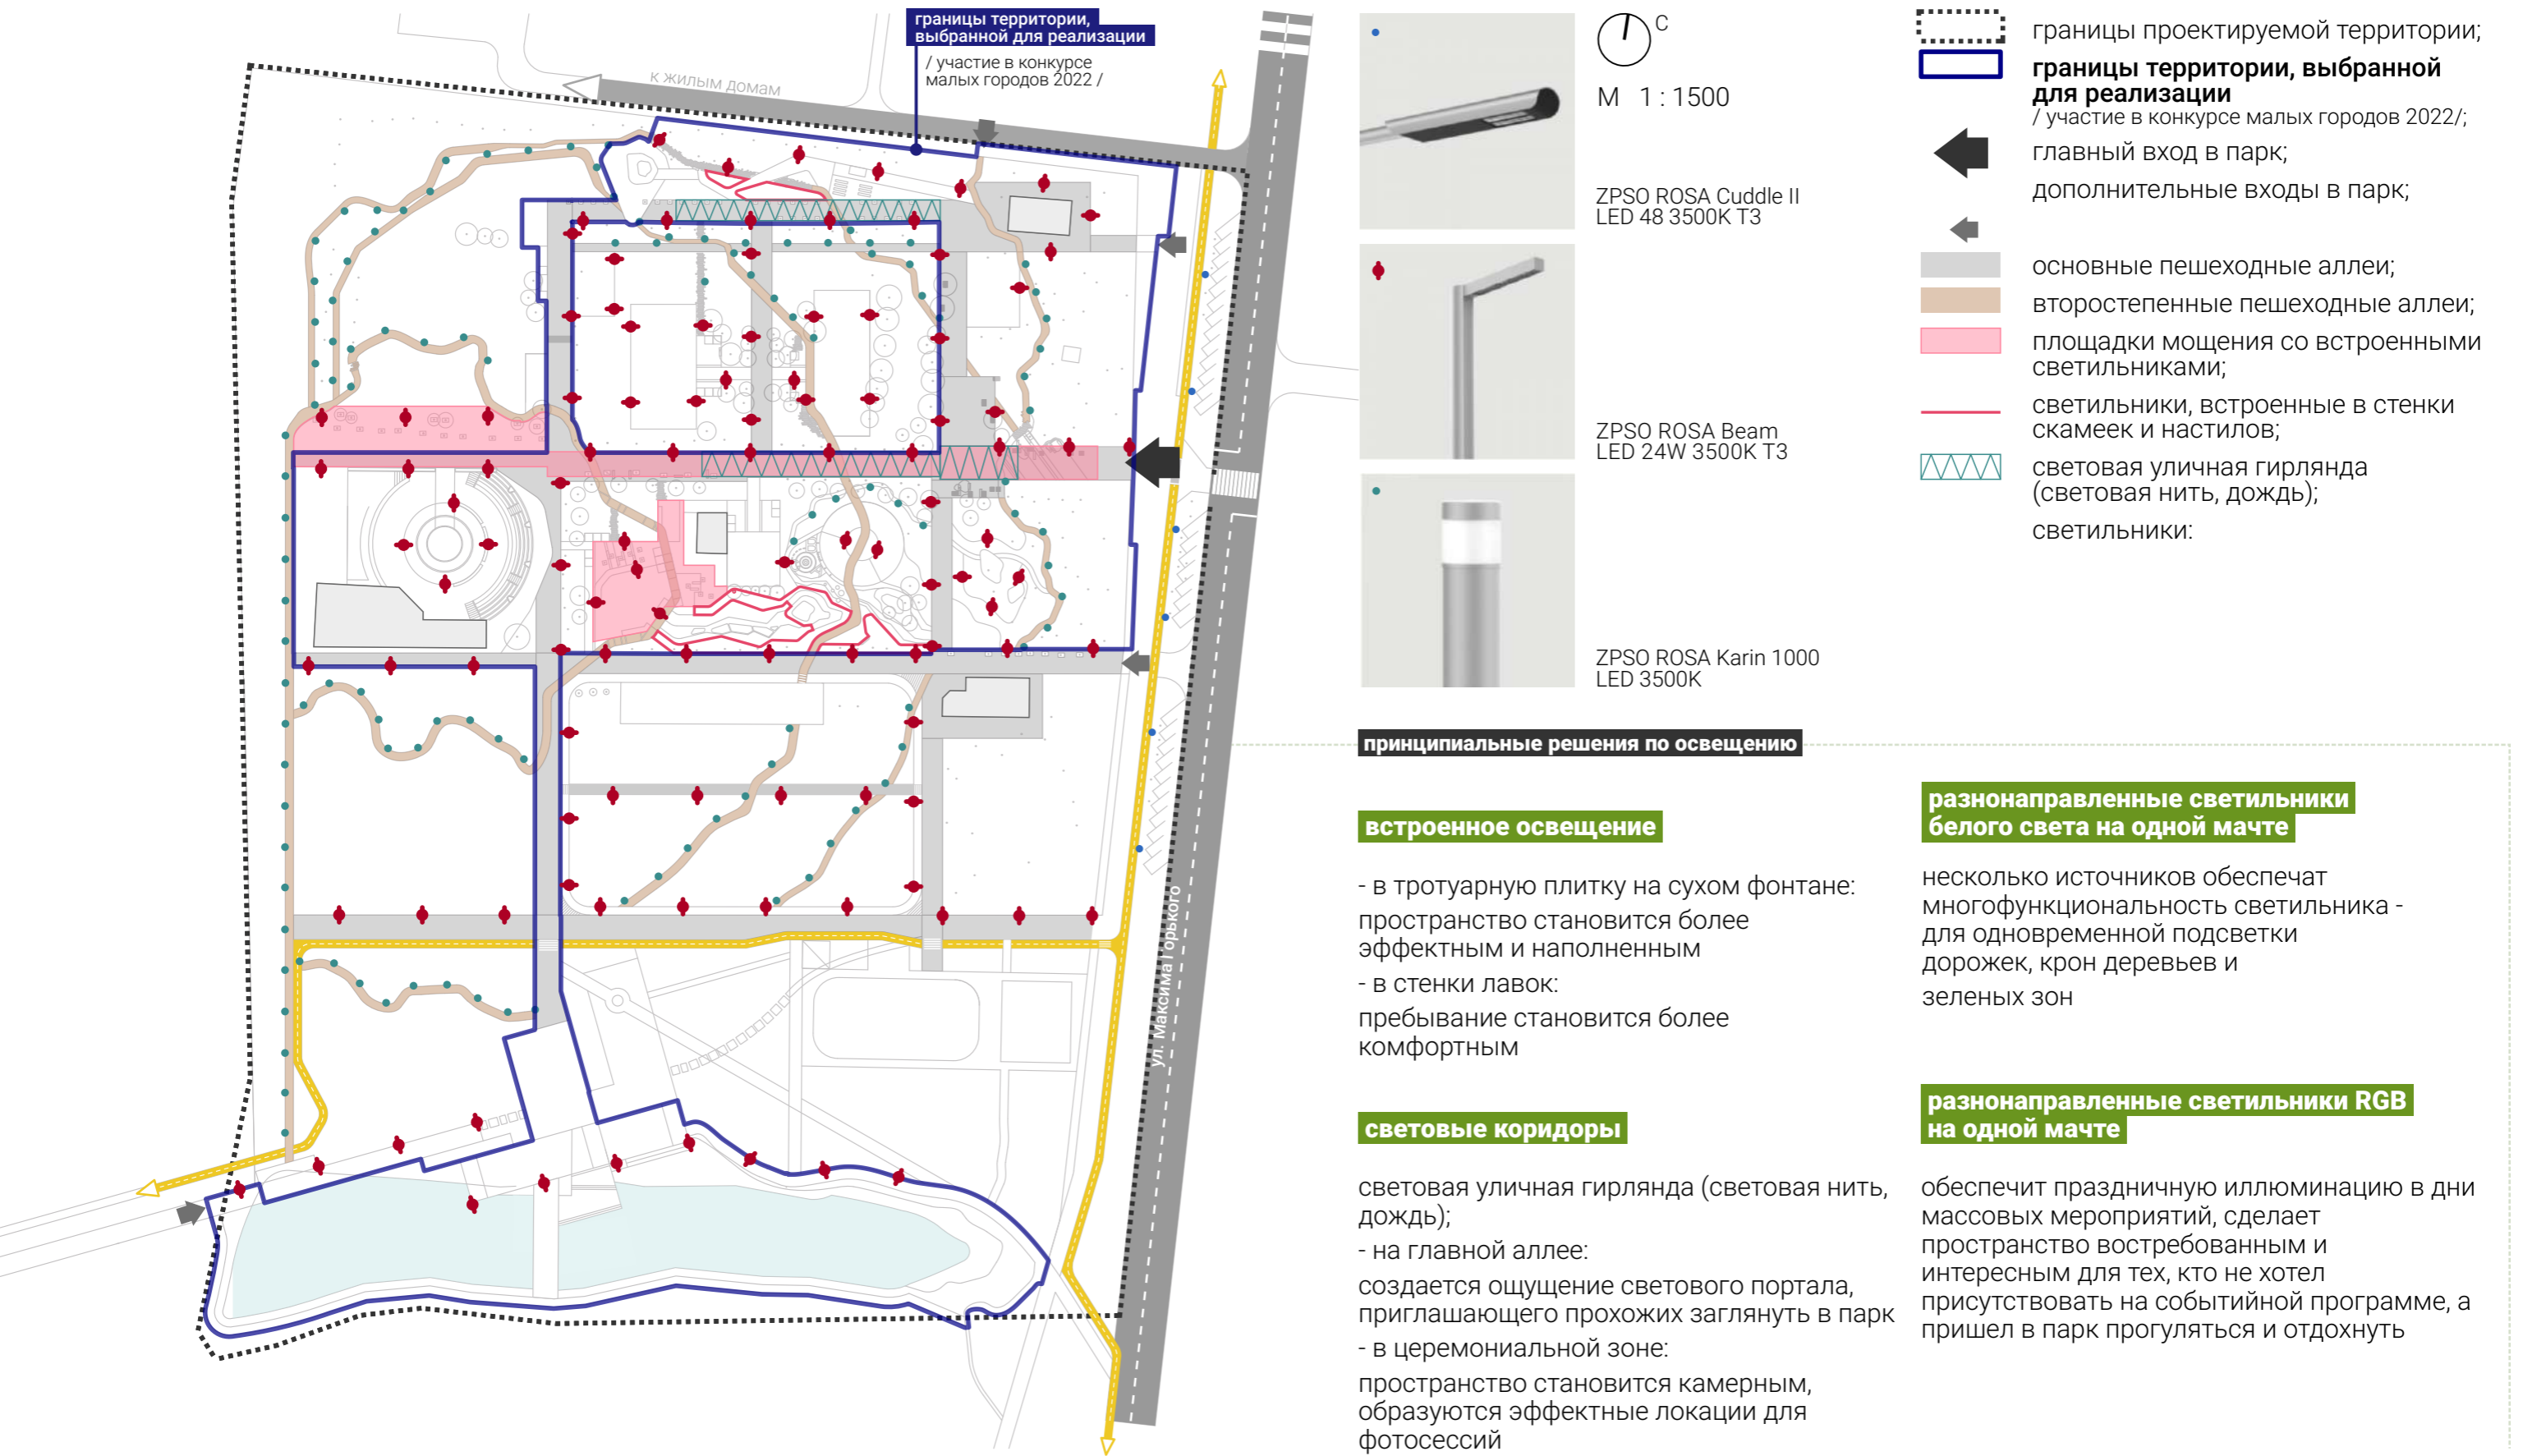 границы территории,
выбранной для реализации
/ участие в конкурсе
малых городов 2022 /
к жилым домам
ул. Максима Горького
С
М 1 : 1500
ZPSO ROSA Cuddle II
LED 48 3500K T3
ZPSO ROSA Beam
LED 24W 3500K T3
ZPSO ROSA Karin 1000
LED 3500K
границы проектируемой территории;
границы территории, выбранной
для реализации
/ участие в конкурсе малых городов 2022/;
главный вход в парк;
дополнительные входы в парк;
основные пешеходные аллеи;
второстепенные пешеходные аллеи;
площадки мощения со встроенными
светильниками;
светильники, встроенные в стенки
скамеек и настилов;
световая уличная гирлянда
(световая нить, дождь);
светильники:
принципиальные решения по освещению
встроенное освещение
- в тротуарную плитку на сухом фонтане:
пространство становится более
эффектным и наполненным
- в стенки лавок:
пребывание становится более
комфортным
световые коридоры
световая уличная гирлянда (световая нить,
дождь);
- на главной аллее:
создается ощущение светового портала,
приглашающего прохожих заглянуть в парк
- в церемониальной зоне:
пространство становится камерным,
образуются эффектные локации для
фотосессий
разнонаправленные светильники
белого света на одной мачте
несколько источников обеспечат
многофункциональность светильника -
для одновременной подсветки
дорожек, крон деревьев и
зеленых зон
разнонаправленные светильники RGB
на одной мачте
обеспечит праздничную иллюминацию в дни
массовых мероприятий, сделает
пространство востребованным и
интересным для тех, кто не хотел
присутствовать на событийной программе, а
пришел в парк прогуляться и отдохнуть